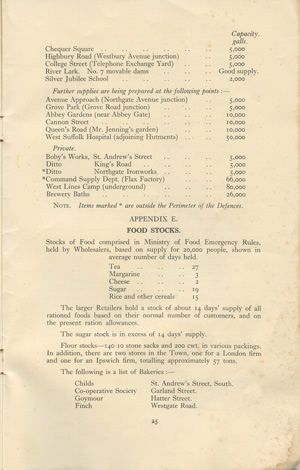 Capacity.
galls.
Chequer Square .. .. .. .. .. 5,000
Highbury Road (Westbury Avenue junction) .. .. 5,000
College Street (Telephone Exchange Yard) .. .. 5,000
River Lark. No. 7 movable dams .. .. Good supply.
Silver Jubilee School .. .. .. .. 2,000
Further supplies are being prepared at the following points :—
Avenue Approach (Northgate Avenue junction) .. 5,000
Grove Park (Grove Road junction) .. .. 5,000
Abbey Gardens (near Abbey Gate) .. .. 10,000
Cannon Street .. .. .. .. 10,000
Queen's Road (Mr. Jenning's garden) .. .. 10,000
West Suffolk Hospital (adjoining Hutments) .. 50,000
Private.
Boby's Works, St. Andrew's Street .. .. 5,000
Ditto King's Road .. .. .. 5,000
*Ditto Northgate Ironworks .. .. 5,000
*Command Supply Dept. (Flax Factory) .. .. 66,000
West Lines Camp (underground) .. .. 80,000
Brewery Baths .. .. .. .. 26,000
NOTE. Items marked * are outside the Perimeter of the Defences.
APPENDIX E.
FOOD STOCKS.
Stocks of Food comprised in Ministry of Food Emergency Rules,
held by Wholesalers, based on supply for 20,000 people, shown in
average number of days held.
Tea .. .. .. 27
Margarine .. .. 3
Cheese .. .. .. 2
Sugar .. .. .. 19
Rice and other cereals 15
The larger Retailers hold a stock of about 14 days' supply of all
rationed foods based on their normal number of customers, and on
the present ration allowances.
The sugar stock is in excess of 14 days' supply.
Flour stocks—140 10 stone sacks and 200 cwt. in various packings.
In addition, there are two stores in the Town, one for a London firm
and one for an Ipswich firm, totalling approximately 57 tons.
The following is a list of Bakeries :—
Childs St. Andrew's Street, South.
Co-operative Society Garland Street.
Goymour Hatter Street.
Finch Westgate Road.
25